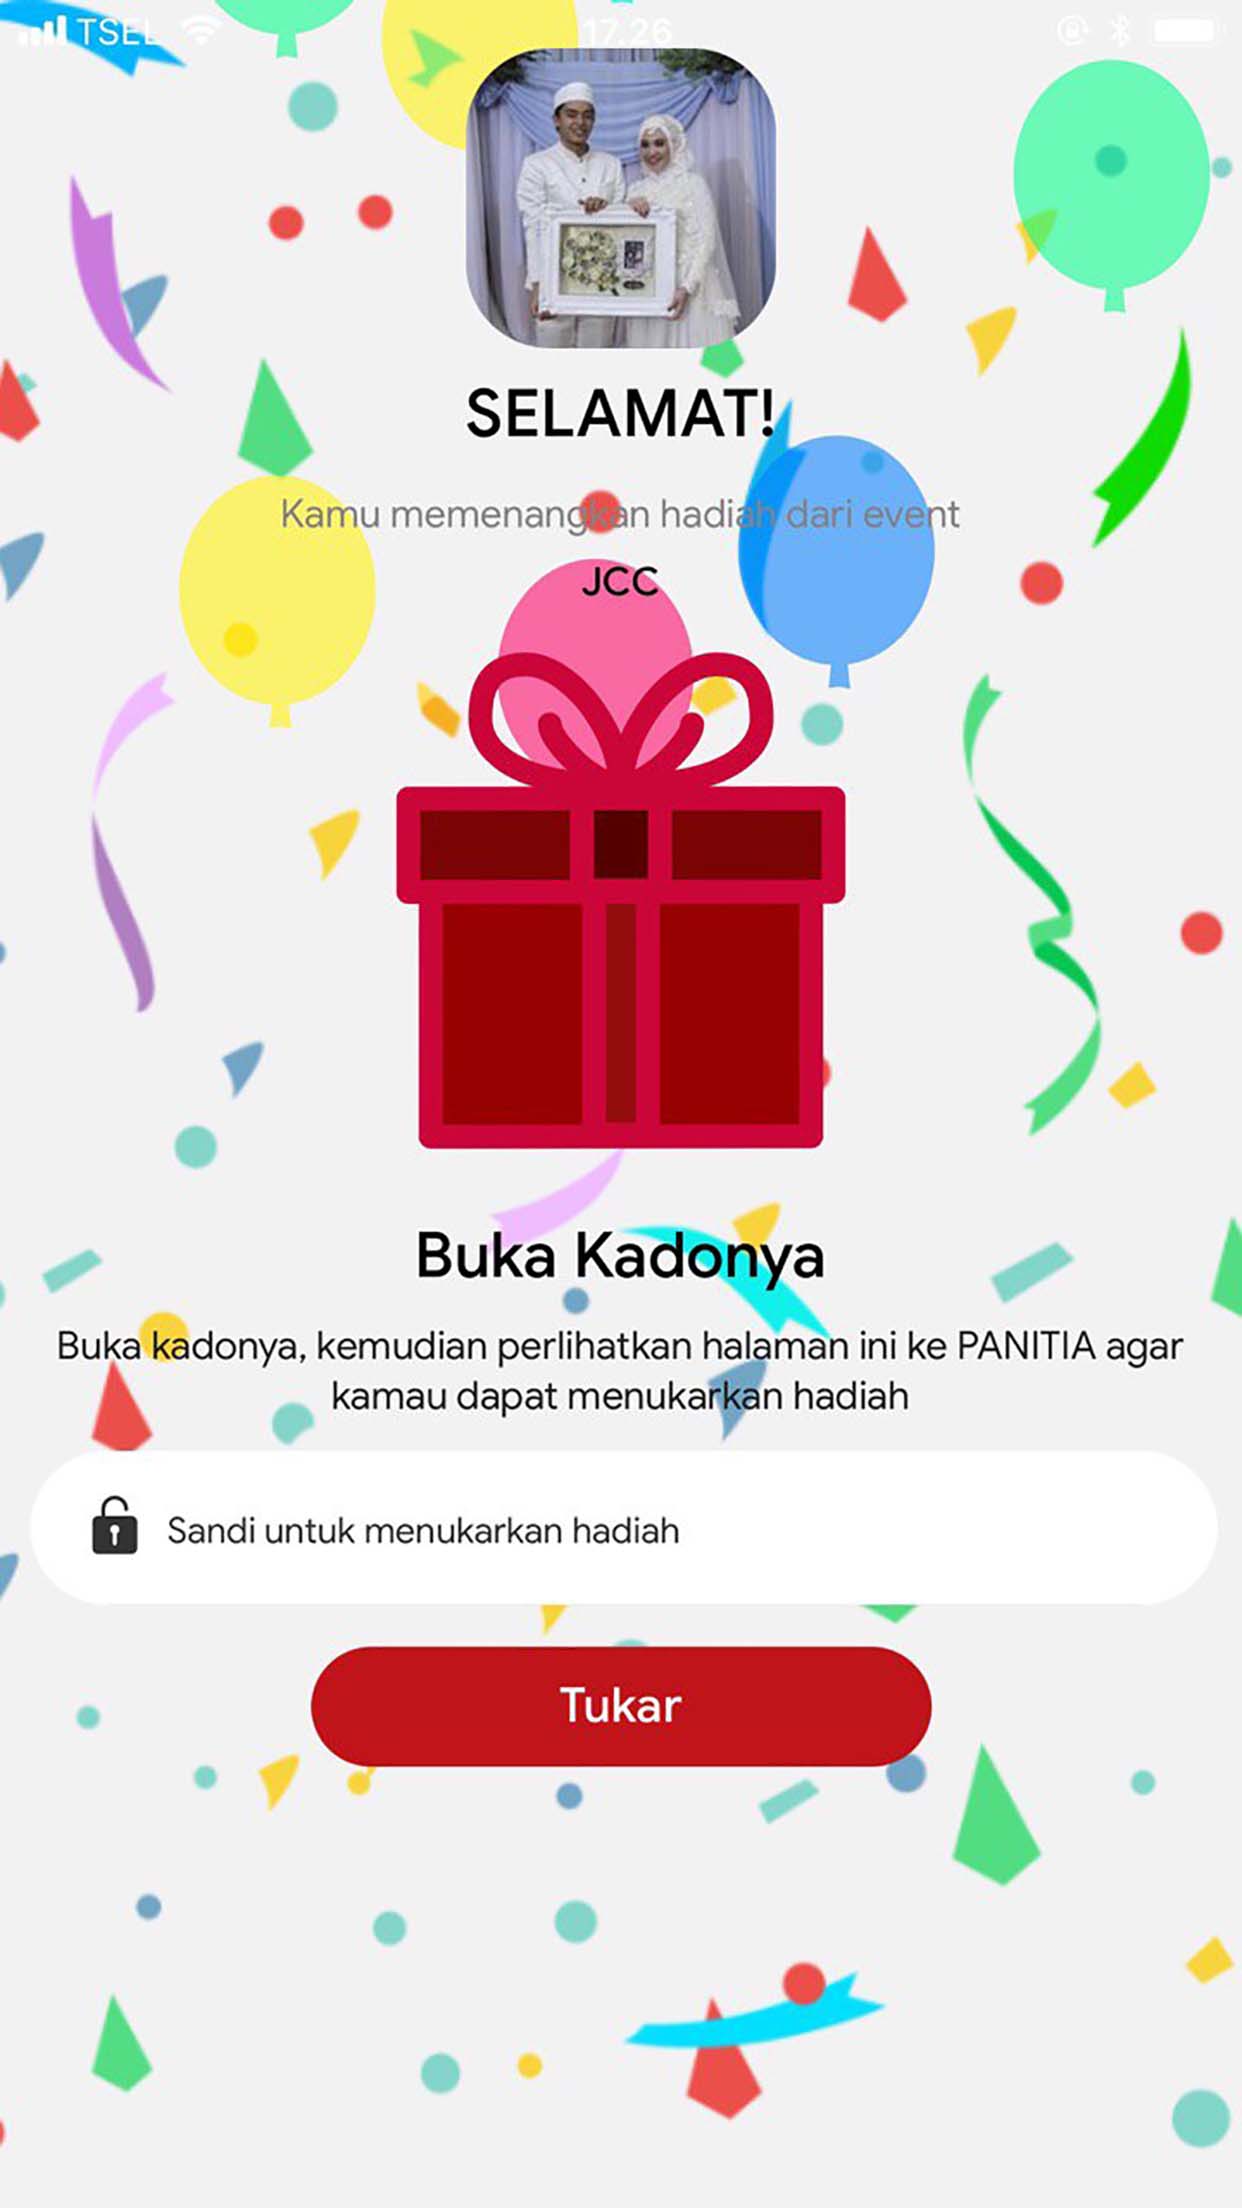 TSEL
17.26
SELAMAT!
Kamu memenangkan hadiah dari event
JCC
Buka Kadonya
Buka kadonya, kemudian perlihatkan halaman ini ke PANITIA agar
kamau dapat menukarkan hadiah
Sandi untuk menukarkan hadiah
Tukar